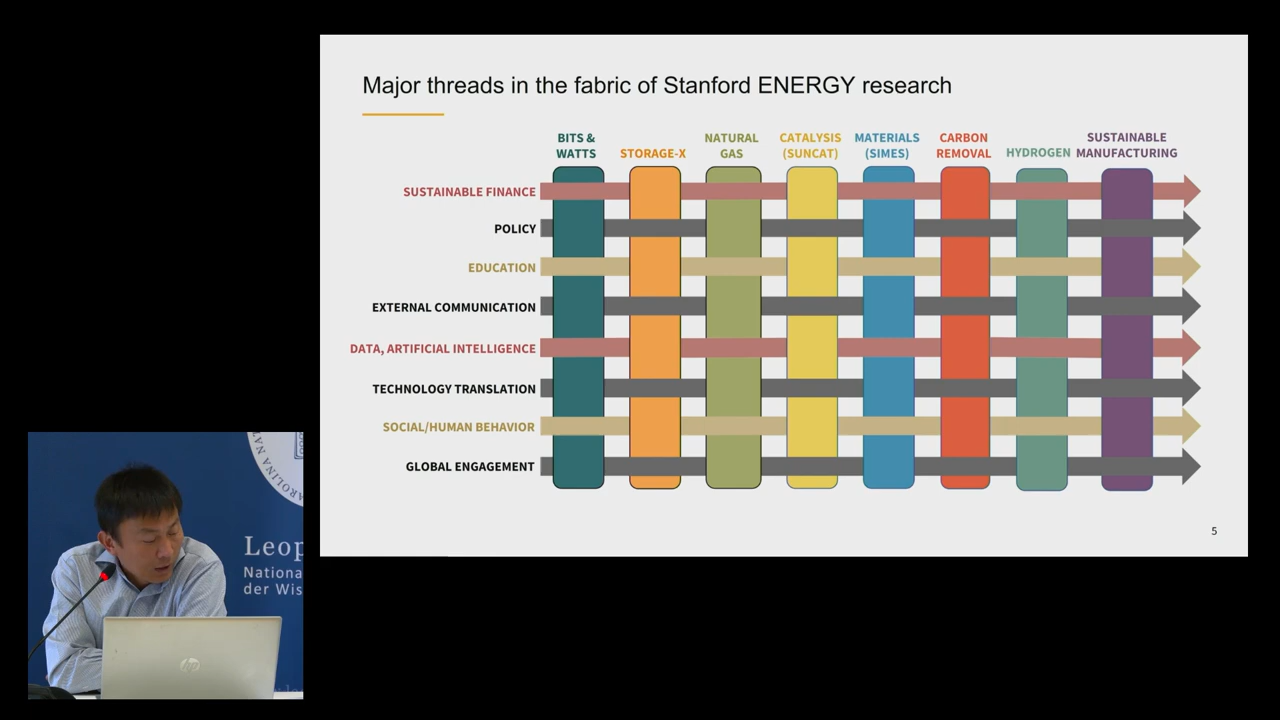 Major threads in the fabric of Stanford ENERGY research
BITS &
WATTS
STORAGE-X
NATURAL
GAS
CATALYSIS
(SUNCAT)
MATERIALS
(SIMES)
CARBON
REMOVAL
HYDROGEN
SUSTAINABLE
MANUFACTURING
SUSTAINABLE FINANCE
POLICY
EDUCATION
EXTERNAL COMMUNICATION
DATA, ARTIFICIAL INTELLIGENCE
TECHNOLOGY TRANSLATION
SOCIAL/HUMAN BEHAVIOR
GLOBAL ENGAGEMENT
5
AROLINA NAT
Leop
Nationa
der Wis
hp